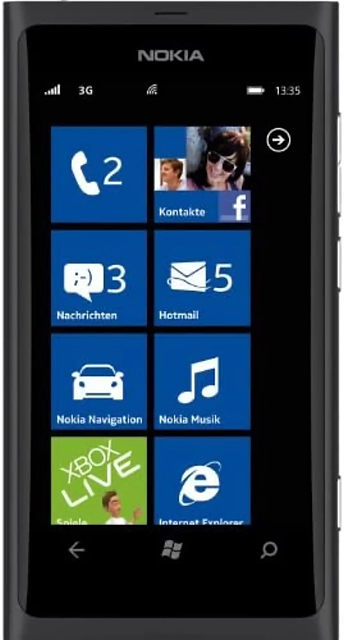 NOKIA
3G
13:35
2
Kontakte
f
3
Nachrichten
5
Hotmail
Nokia Navigation
Nokia Musik
XBOX
LIVE
Spiele
Internet Explorer